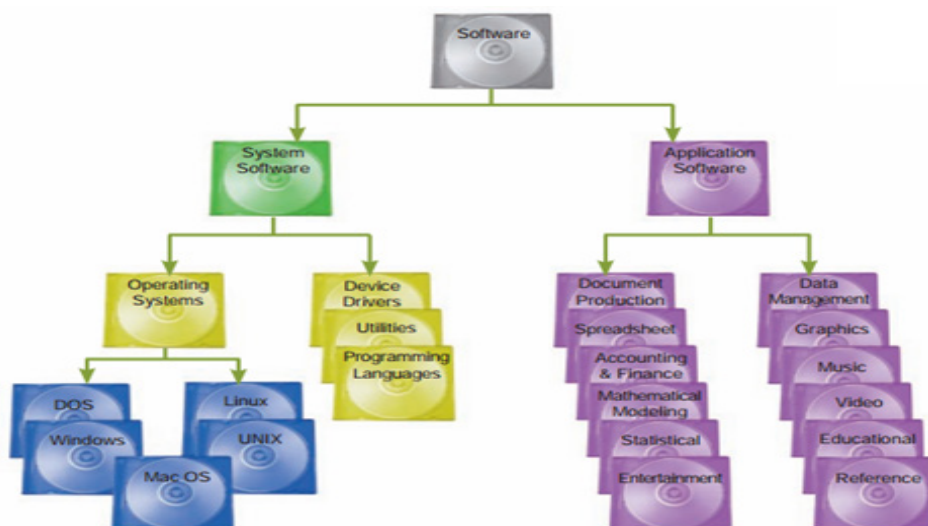 Software
System
Software
Application
Software
Operating
Systems
Device
Drivers
Utilities
Programming
Languages
DOS
Windows
Mac OS
Linux
UNIX
Document
Production
Spreadsheet
Accounting
& Finance
Mathematical
Modeling
Statistical
Entertainment
Data
Management
Graphics
Music
Video
Educational
Reference